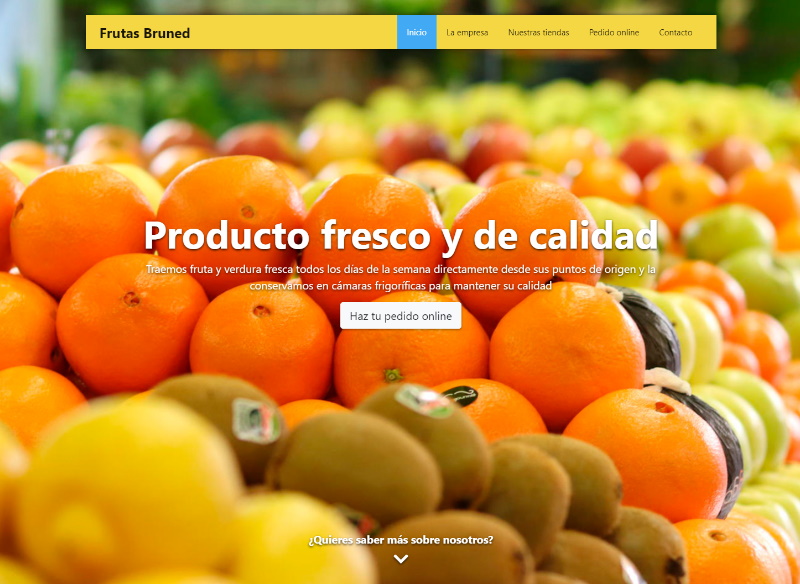 Frutas Bruned
Inicio
La empresa
Nuestras tiendas
Pedido online
Contacto
Producto fresco y de calidad
Traemos fruta y verdura fresca todos los días de la semana directamente desde sus puntos de origen y la
conservamos en cámaras frigoríficas para mantener su calidad
Haz tu pedido online
¿Quieres saber más sobre nosotros?